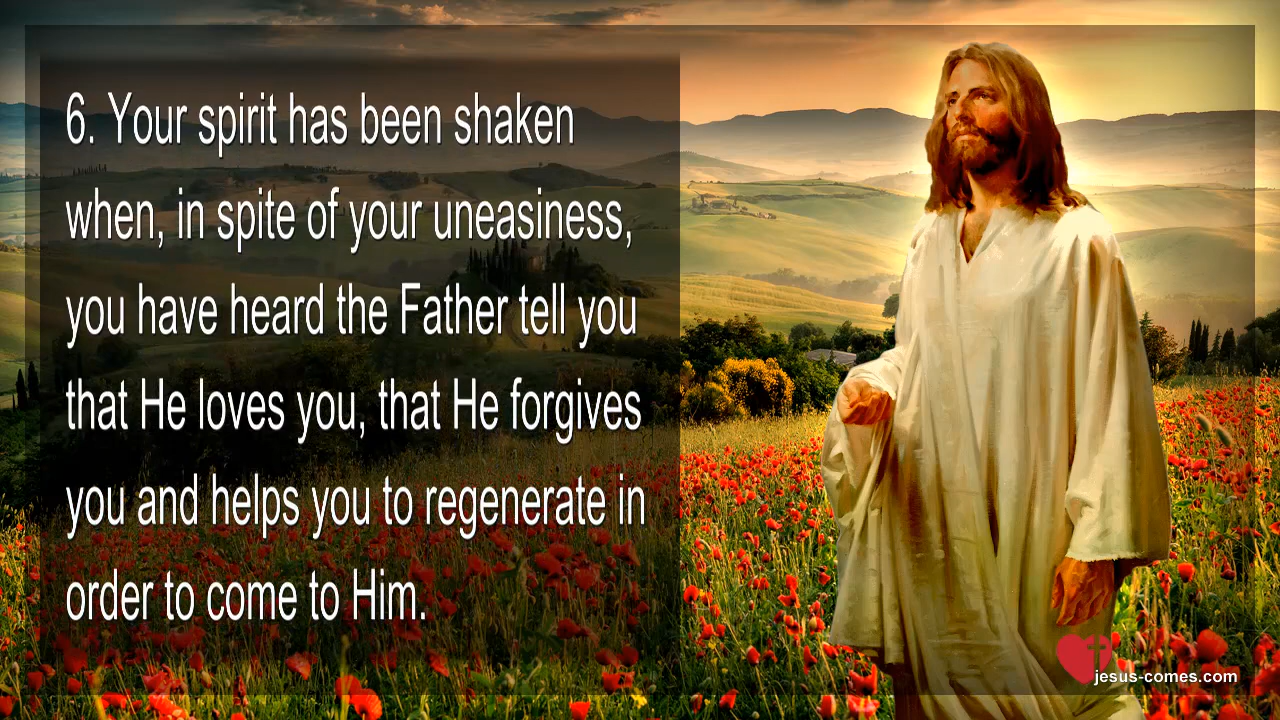 6. Your spirit has been shaken
when, in spite of your uneasiness,
you have heard the Father tell you
that He loves you, that He forgives
you and helps you to regenerate in
order to come to Him.
jesus-comes.com